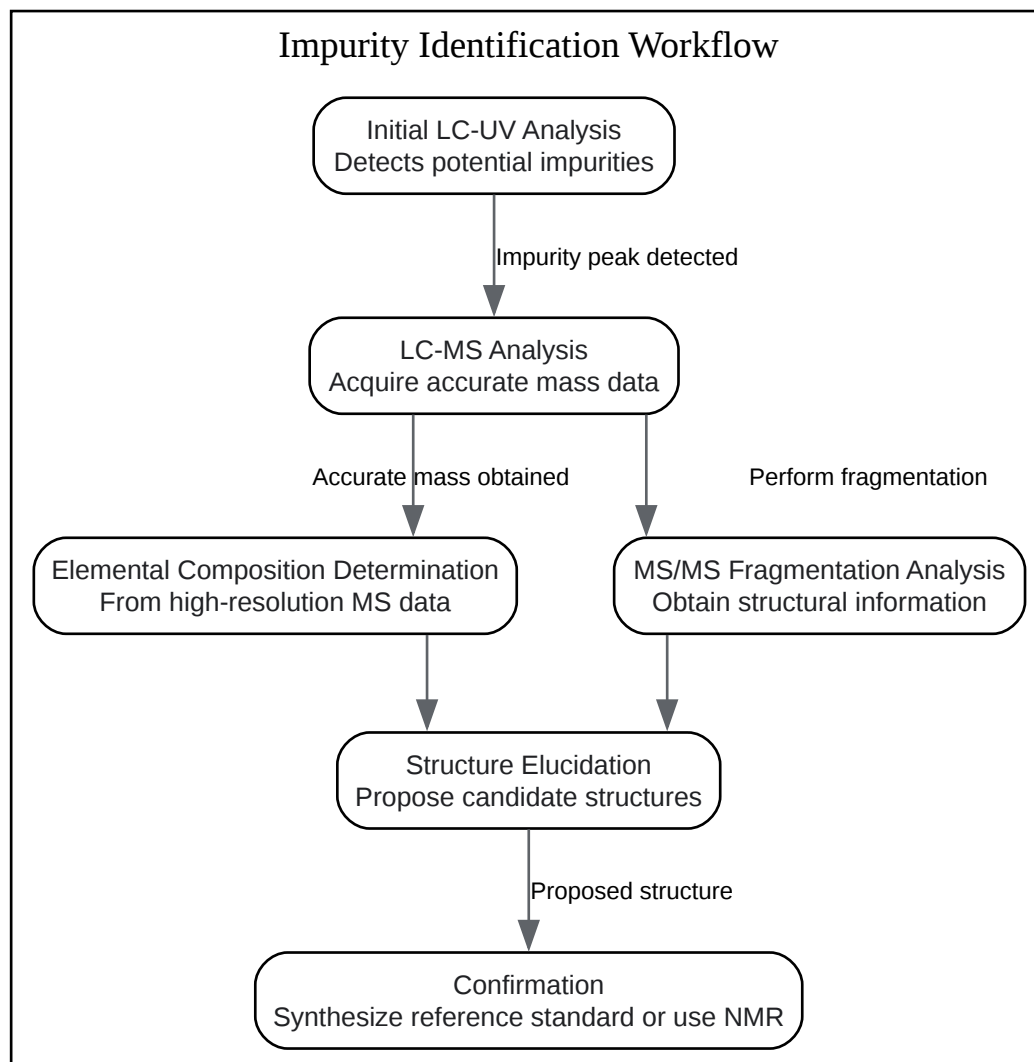 Impurity Identification Workflow
Initial LC-UV Analysis
Detects potential impurities
Impurity peak detected
LC-MS Analysis
Acquire accurate mass data
Accurate mass obtained
Perform fragmentation
Elemental Composition Determination
From high-resolution MS data
MS/MS Fragmentation Analysis
Obtain structural information
Structure Elucidation
Propose candidate structures
Proposed structure
Confirmation
Synthesize reference standard or use NMR